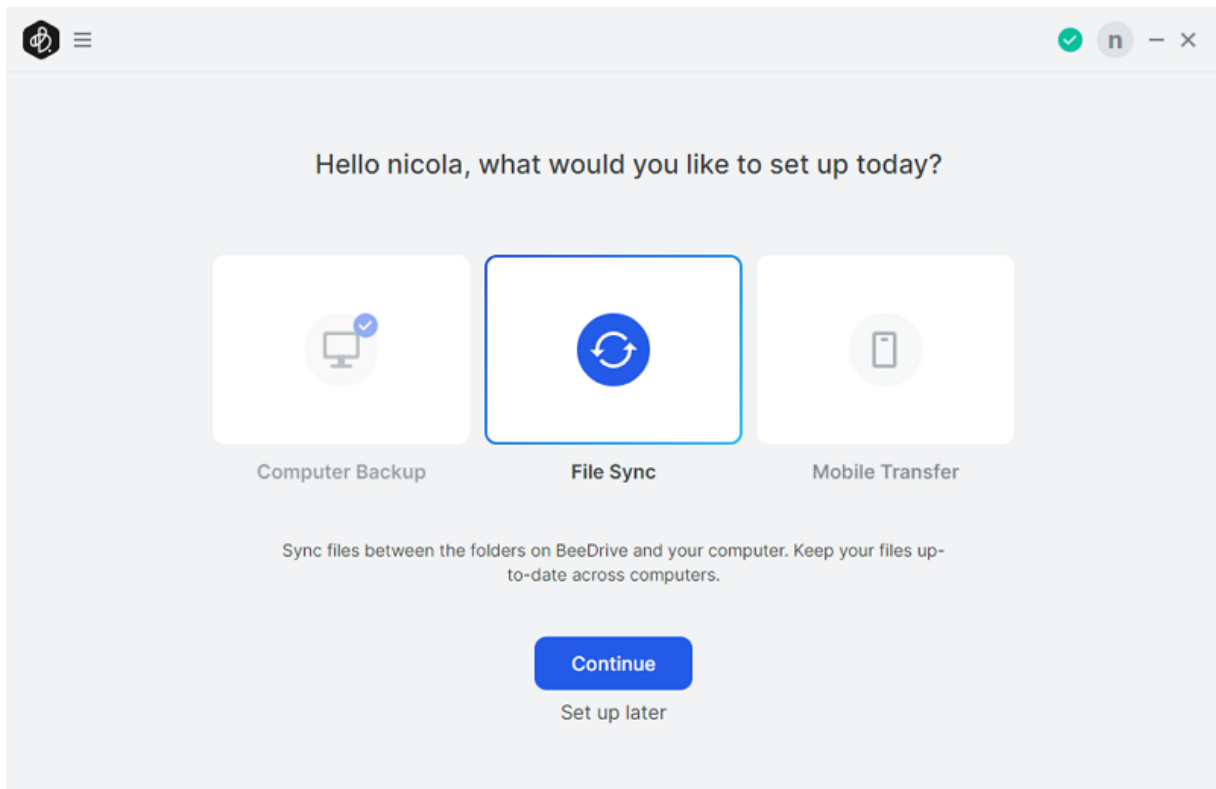 n
Hello nicola, what would you like to set up today?
Computer Backup
File Sync
Mobile Transfer
Sync files between the folders on BeeDrive and your computer. Keep your files up-
to-date across computers.
Continue
Set up later